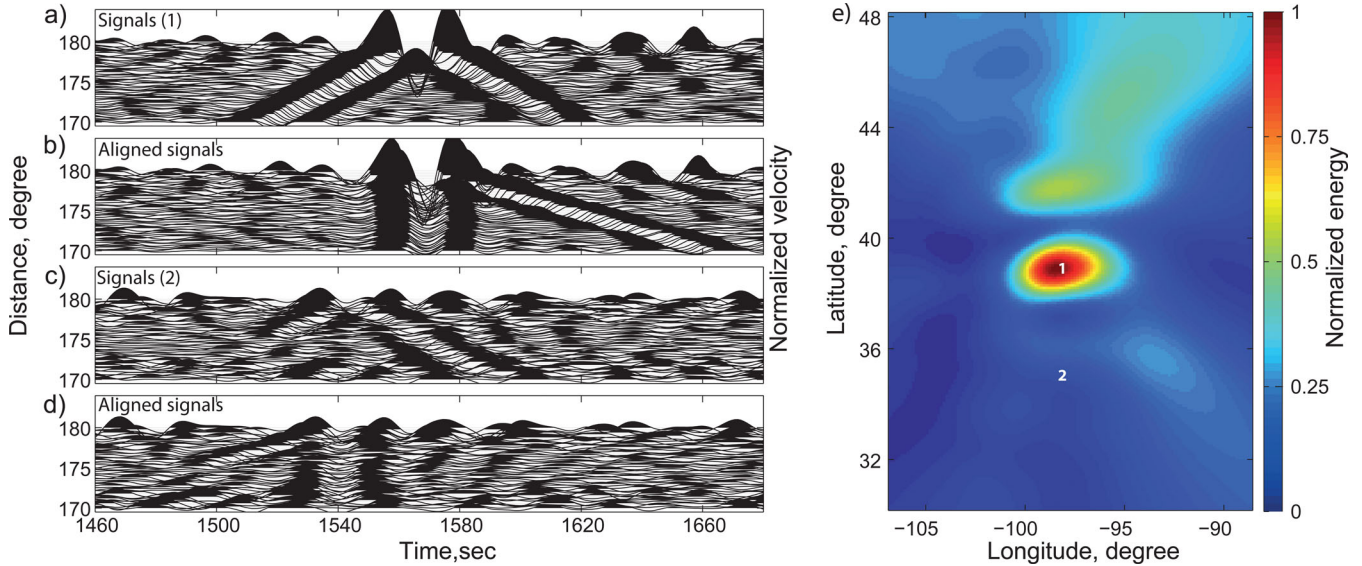 a)
Signals (1)
180
175
170
b)
Aligned signals
180
175
170
c)
Signals (2)
180
175
170
d)
Aligned signals
180
175
170
1460
1500
1540
1580
1620
1660
Time,sec
Distance, degree
Normalized velocity
e)
48
44
40
36
32
Latitude, degree
1
2
−105
−100
−95
−90
Longitude, degree
1
0.75
0.5
0.25
0
Normalized energy